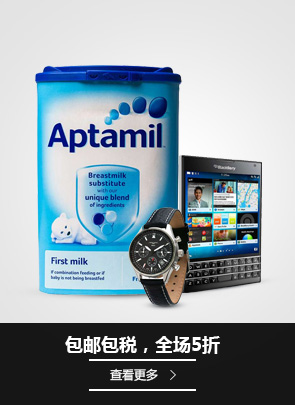 Aptamil
Breastmilk
substitute
with our
unique blend
of ingredients
First milk
If combination feeding or if
baby is not being breastfed
BlackBerry
包邮包税，全场5折
查看更多 >